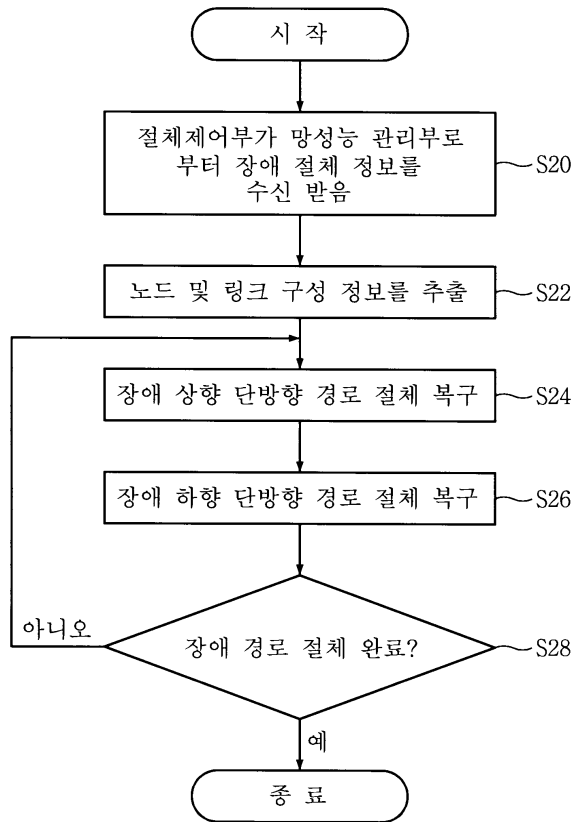 시 작
절체제어부가 망성능 관리부로
부터 장애 절체 정보를
수신 받음
S20
노드 및 링크 구성 정보를 추출
S22
장애 상향 단방향 경로 절체 복구
S24
장애 하향 단방향 경로 절체 복구
S26
아니오
장애 경로 절체 완료?
S28
예
종 료